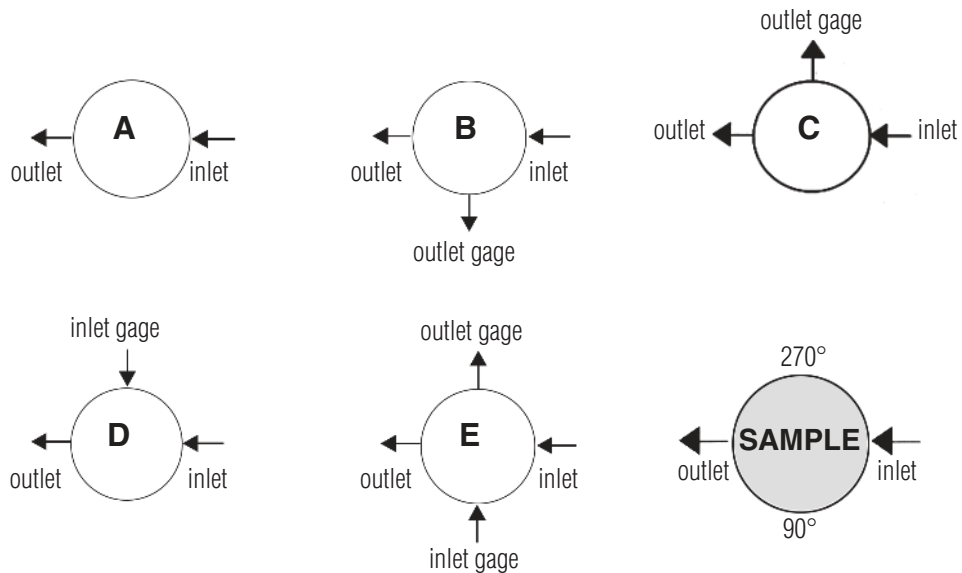 A
outlet
inlet
B
outlet
inlet
outlet gage
outlet gage
C
outlet
inlet
inlet gage
D
outlet
inlet
outlet gage
E
outlet
inlet
inlet gage
270°
SAMPLE
outlet
inlet
90°